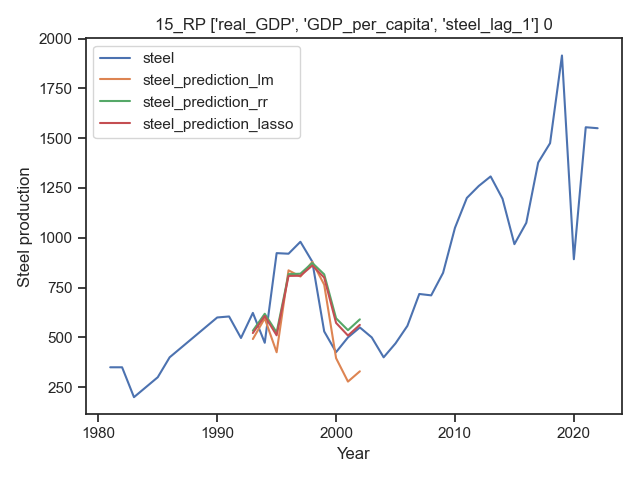 15_RP ['real_GDP', 'GDP_per_capita', 'steel_lag_1'] 0
2000
1750
1500
1250
1000
750
500
250
Steel production
steel
steel_prediction_lm
steel_prediction_rr
steel_prediction_lasso
1980
1990
2000
2010
2020
Year